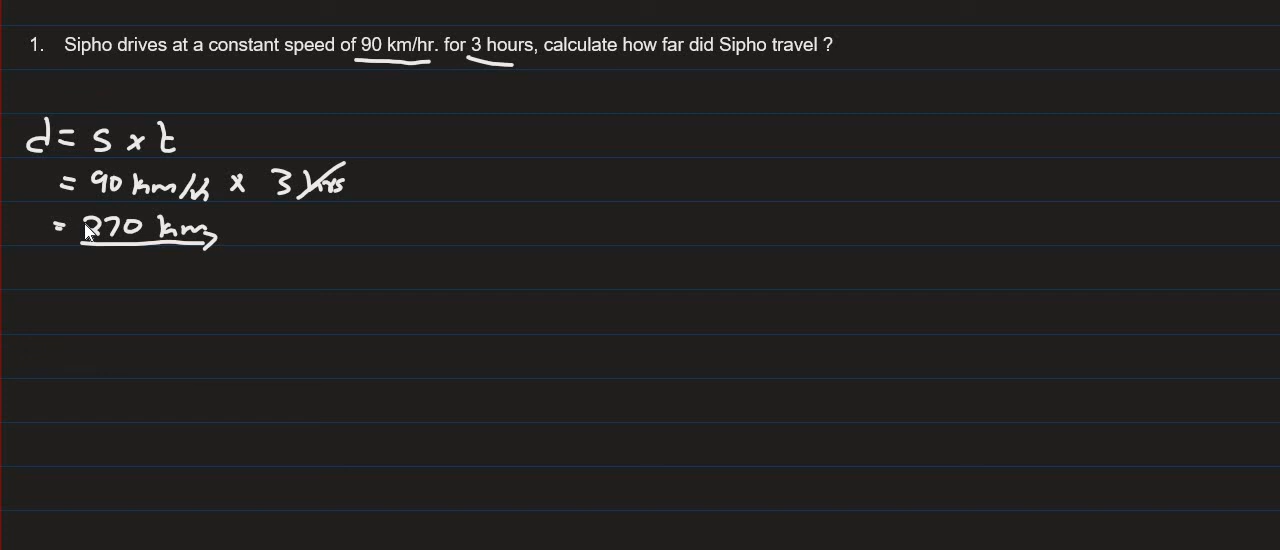 1. Sipho drives at a constant speed of 90 km/hr. for 3 hours, calculate how far did Sipho travel ?
d = s × t
= 90 km/h × 3 hrs
= 270 km